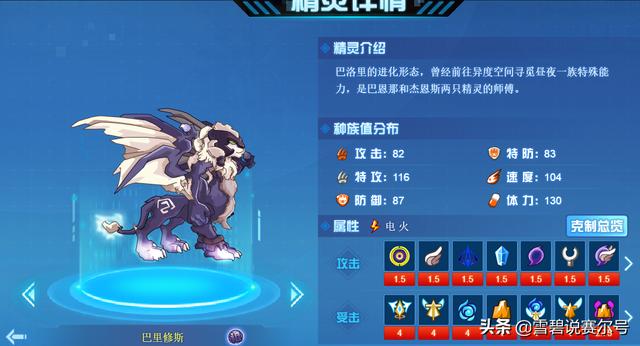 精灵详情
精灵介绍
巴洛里的进化形态，曾经前往异度空间寻觅昼夜一族特殊能
力，是巴恩那和杰恩斯两只精灵的师傅。
种族值分布
攻击：82
特防：83
特攻：116
速度：104
防御：87
体力：130
属性 电火
克制总览
攻击
1.5 1.5 1.5 1.5 1.5 1.5 1.5
受击
4 4 4
巴里修斯
头条 @雪碧说赛尔号